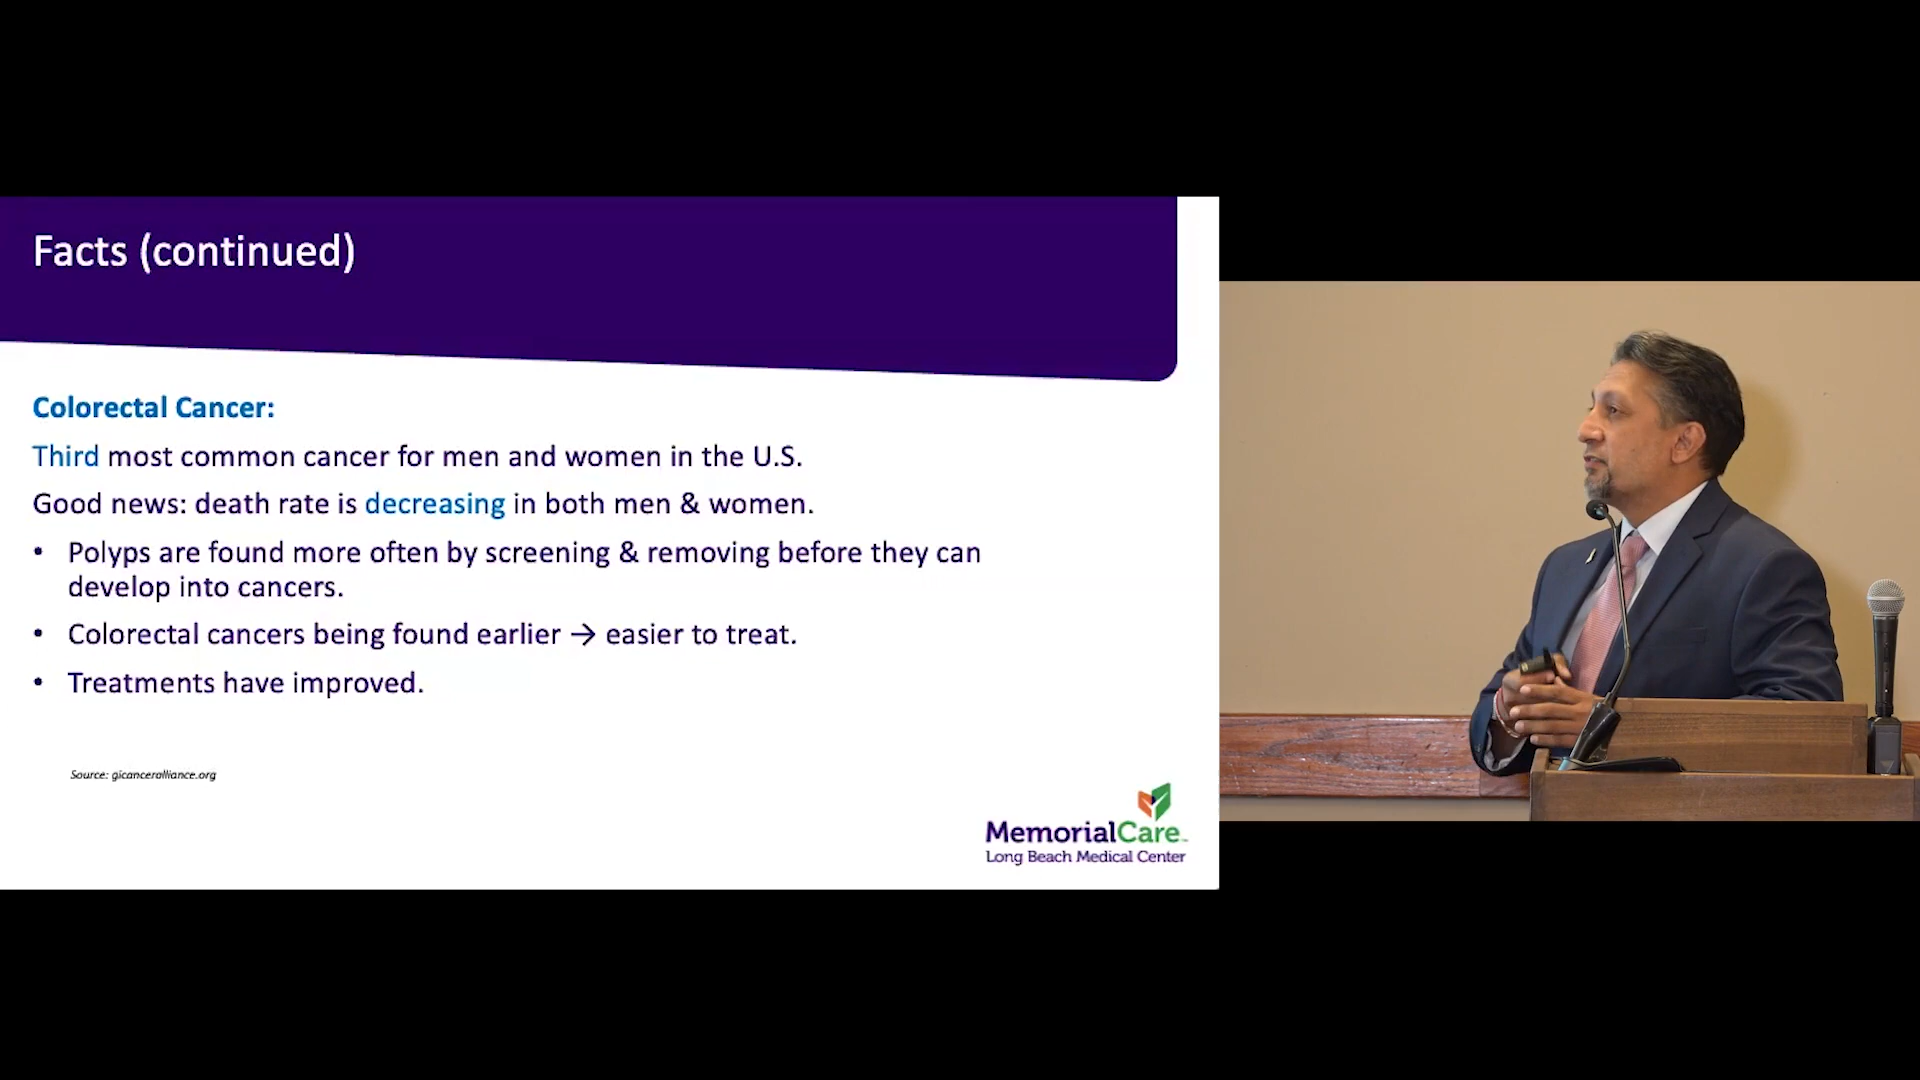 Facts (continued)
Colorectal Cancer:
Third most common cancer for men and women in the U.S.
Good news: death rate is decreasing in both men & women.
• Polyps are found more often by screening & removing before they can
develop into cancers.
• Colorectal cancers being found earlier → easier to treat.
• Treatments have improved.
Source: gicanceralliance.org
MemorialCare™
Long Beach Medical Center